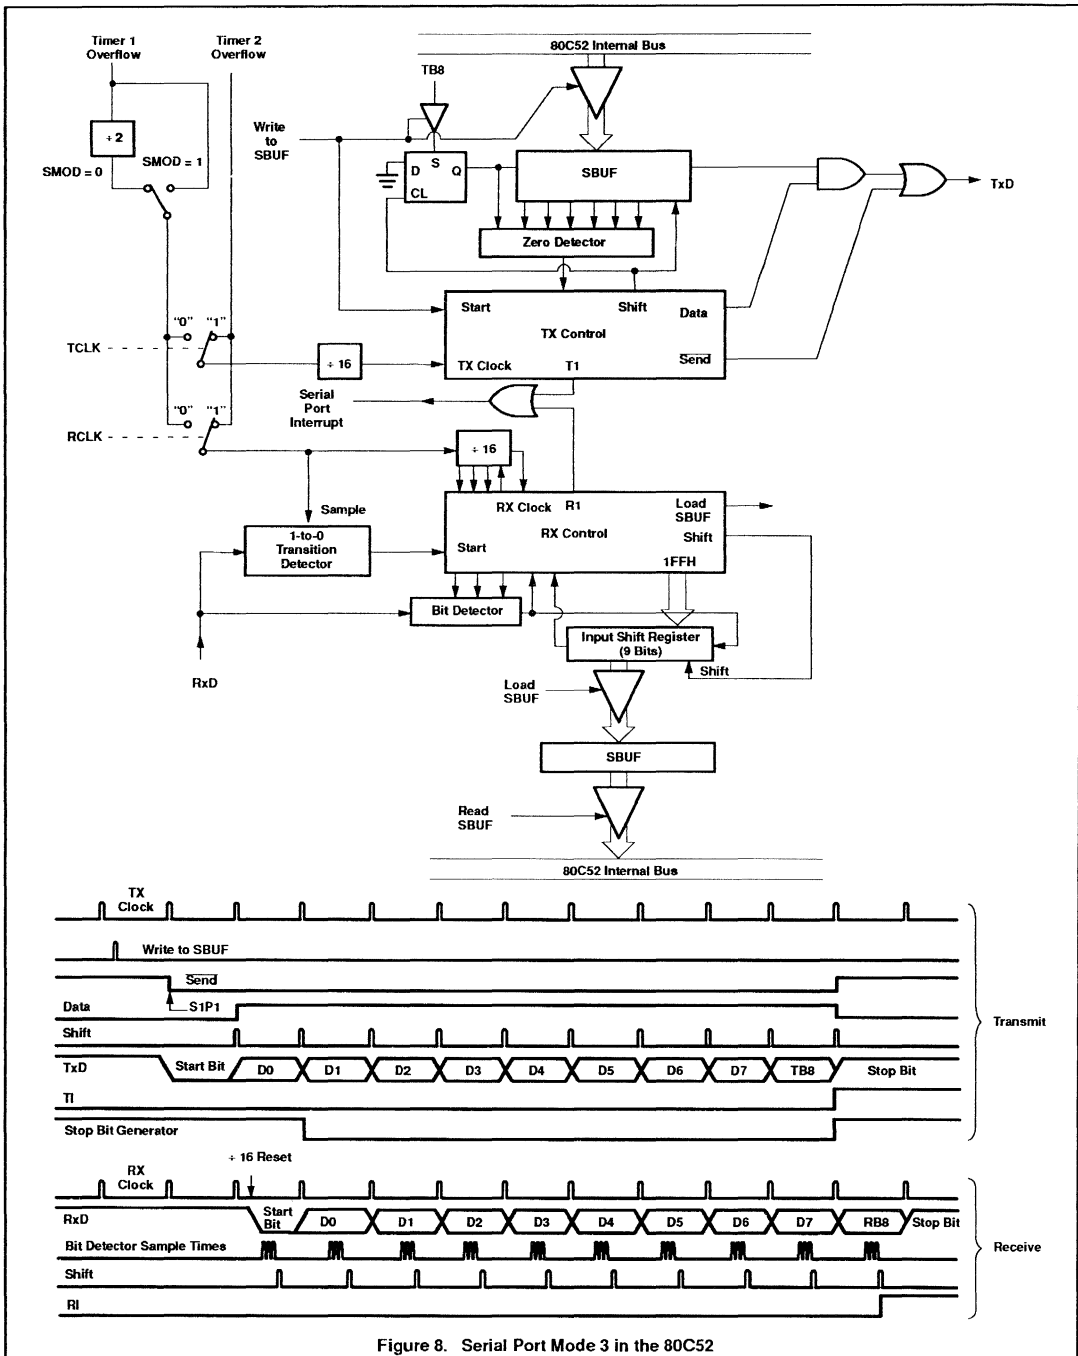 Timer 1
Overflow
Timer 2
Overflow
80C52 Internal Bus
TB8
÷ 2
SMOD = 0
SMOD = 1
Write
to
SBUF
D
S
Q
CL
SBUF
TxD
Zero Detector
Start
Shift
Data
TX Control
TX Clock
T1
Send
"0"
"1"
TCLK
÷ 16
Serial
Port
Interrupt
"0"
"1"
RCLK
÷ 16
Sample
RX Clock
R1
Load
SBUF
RX Control
Shift
Start
1FFH
1-to-0
Transition
Detector
Bit Detector
Input Shift Register
(9 Bits)
Shift
RxD
Load
SBUF
SBUF
Read
SBUF
80C52 Internal Bus
TX
Clock
Write to SBUF
Send
S1P1
Data
Shift
TxD
Start Bit
D0
D1
D2
D3
D4
D5
D6
D7
TB8
Stop Bit
TI
Stop Bit Generator
Transmit
÷ 16 Reset
RX
Clock
RxD
Start
Bit
D0
D1
D2
D3
D4
D5
D6
D7
RB8
Stop Bit
Bit Detector Sample Times
Shift
RI
Receive
Figure 8. Serial Port Mode 3 in the 80C52